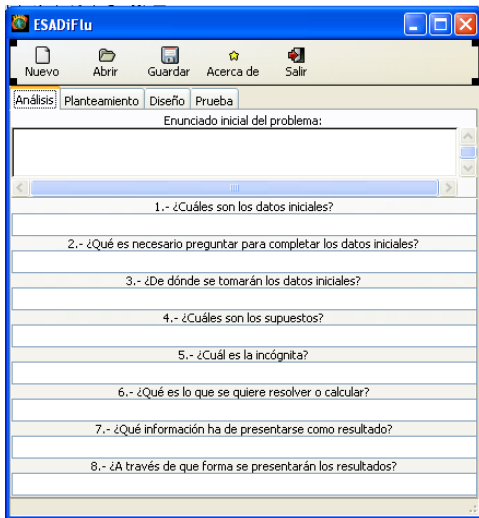 ESADiFlu
Nuevo Abrir Guardar Acerca de Salir
Análisis Planteamiento Diseño Prueba
Enunciado inicial del problema:
1.- ¿Cuáles son los datos iniciales?
2.- ¿Qué es necesario preguntar para completar los datos iniciales?
3.- ¿De dónde se tomarán los datos iniciales?
4.- ¿Cuáles son los supuestos?
5.- ¿Cuál es la incógnita?
6.- ¿Qué es lo que se quiere resolver o calcular?
7.- ¿Qué información ha de presentarse como resultado?
8.- ¿A través de que forma se presentarán los resultados?